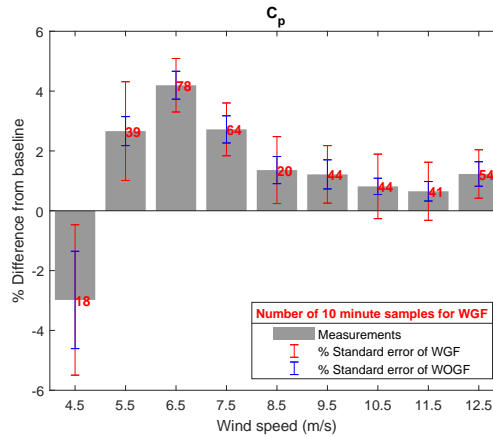 C_p
6
4
2
0
-2
-4
-6
% Difference from baseline
18
39
78
64
20
44
44
41
54
Number of 10 minute samples for WGF
Measurements
% Standard error of WGF
% Standard error of WOGF
4.5 5.5 6.5 7.5 8.5 9.5 10.5 11.5 12.5
Wind speed (m/s)